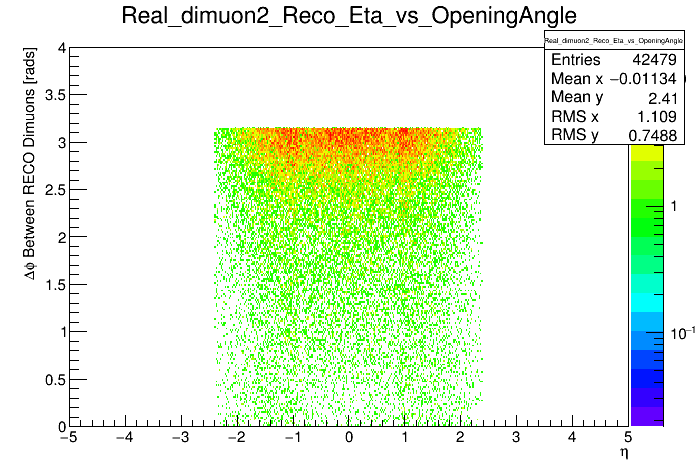 Real_dimuon2_Reco_Eta_vs_OpeningAngle
Real_dimuon2_Reco_Eta_vs_OpeningAngle
Entries 42479
Mean x −0.01134
Mean y 2.41
RMS x 1.109
RMS y 0.7488
Δϕ Between RECO Dimuons [rads]
4
3.5
3
2.5
2
1.5
1
0.5
0
−5 −4 −3 −2 −1 0 1 2 3 4 5
η
1
10⁻¹